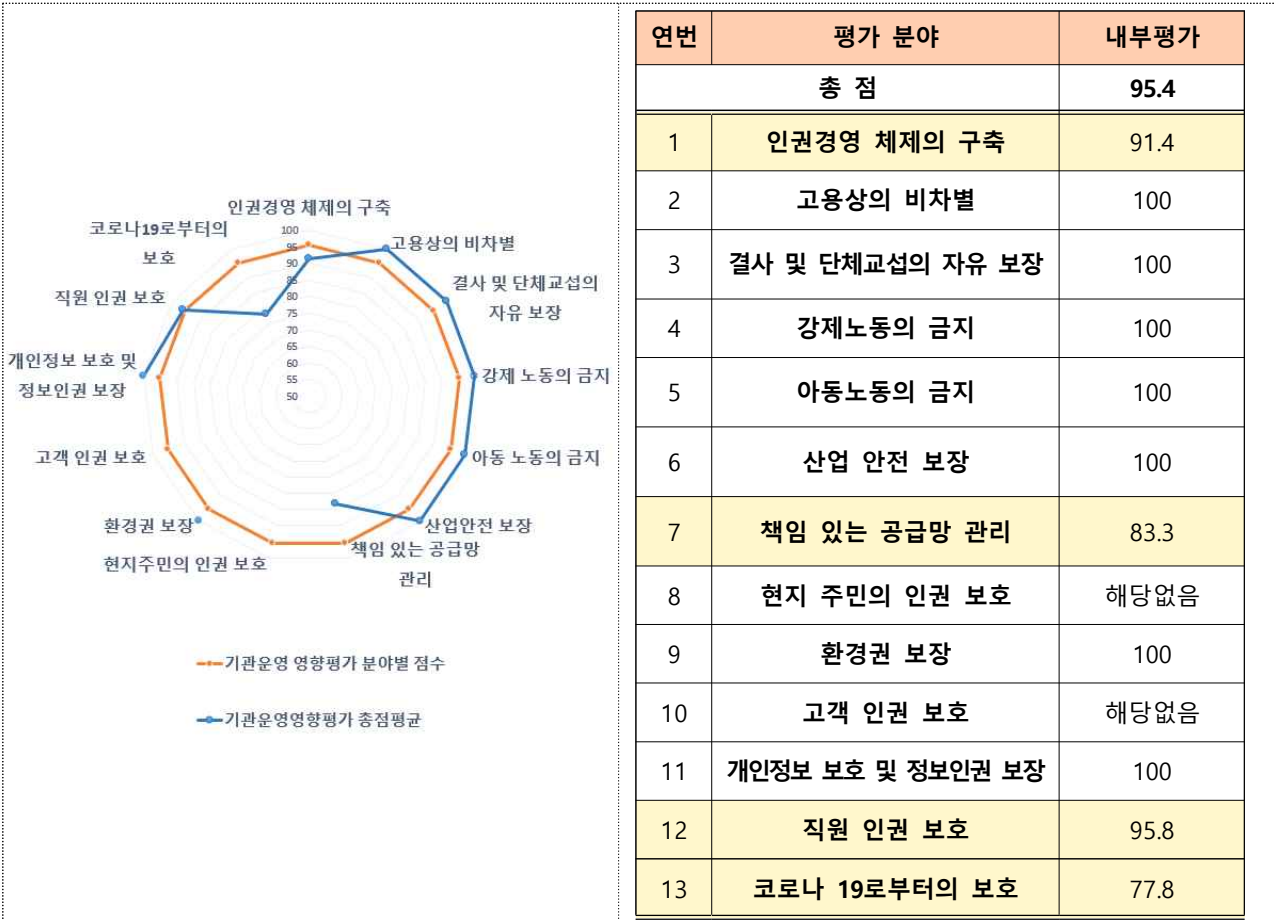 인권경영 체제의 구축
고용상의 비차별
결사 및 단체교섭의
자유 보장
강제 노동의 금지
아동 노동의 금지
산업안전 보장
책임 있는 공급망
관리
현지주민의 인권 보호
환경권 보장
고객 인권 보호
개인정보 보호 및
정보인권 보장
직원 인권 보호
코로나19로부터의
보호
100
95
90
85
80
75
70
65
60
55
50
기관운영 영향평가 분야별 점수
기관운영영향평가 총점평균
연번 평가 분야 내부평가
총 점 95.4
1 인권경영 체제의 구축 91.4
2 고용상의 비차별 100
3 결사 및 단체교섭의 자유 보장 100
4 강제노동의 금지 100
5 아동노동의 금지 100
6 산업 안전 보장 100
7 책임 있는 공급망 관리 83.3
8 현지 주민의 인권 보호 해당없음
9 환경권 보장 100
10 고객 인권 보호 해당없음
11 개인정보 보호 및 정보인권 보장 100
12 직원 인권 보호 95.8
13 코로나 19로부터의 보호 77.8